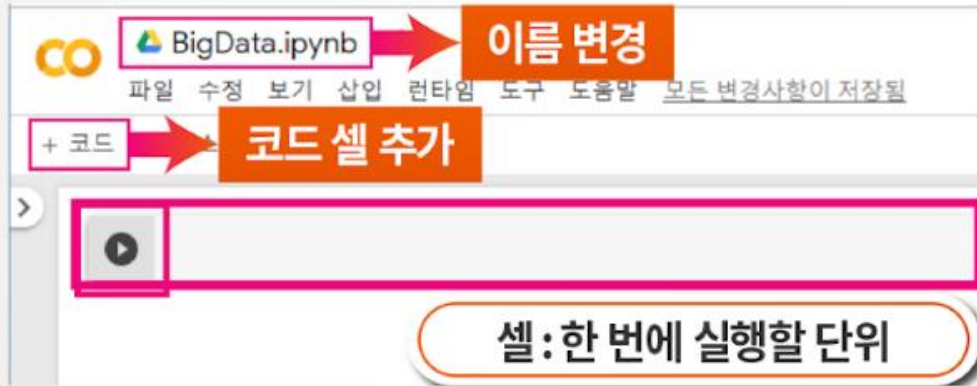 CO BigData.ipynb 이름 변경
파일 수정 보기 삽입 런타임 도구 도움말 모든 변경사항이 저장됨
+ 코드 코드 셀 추가
셀 : 한 번에 실행할 단위